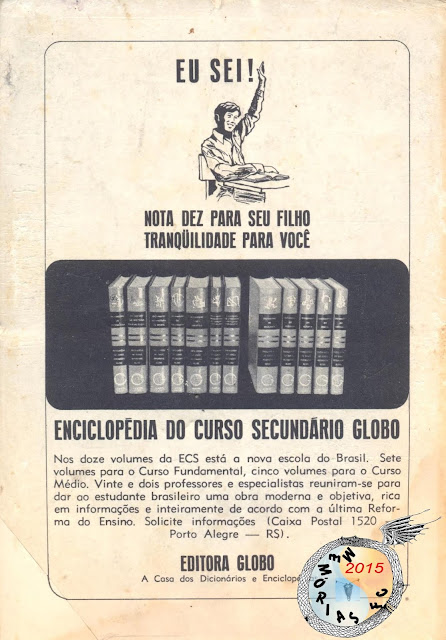 EU SEI!
NOTA DEZ PARA SEU FILHO
TRANQÜILIDADE PARA VOCÊ
ENCICLOPÉDIA DO CURSO SECUNDÁRIO GLOBO
Nos doze volumes da ECS está a nova escola do Brasil. Sete
volumes para o Curso Fundamental, cinco volumes para o Curso
Médio. Vinte e dois professores e especialistas reuniram-se para
dar ao estudante brasileiro uma obra moderna e objetiva, rica
em informações e inteiramente de acordo com a última Refor-
ma do Ensino. Solicite informações (Caixa Postal 1520
Porto Alegre — RS).
EDITORA GLOBO
A Casa dos Dicionários e Enciclopé
MEMÓRIAS FC
2015